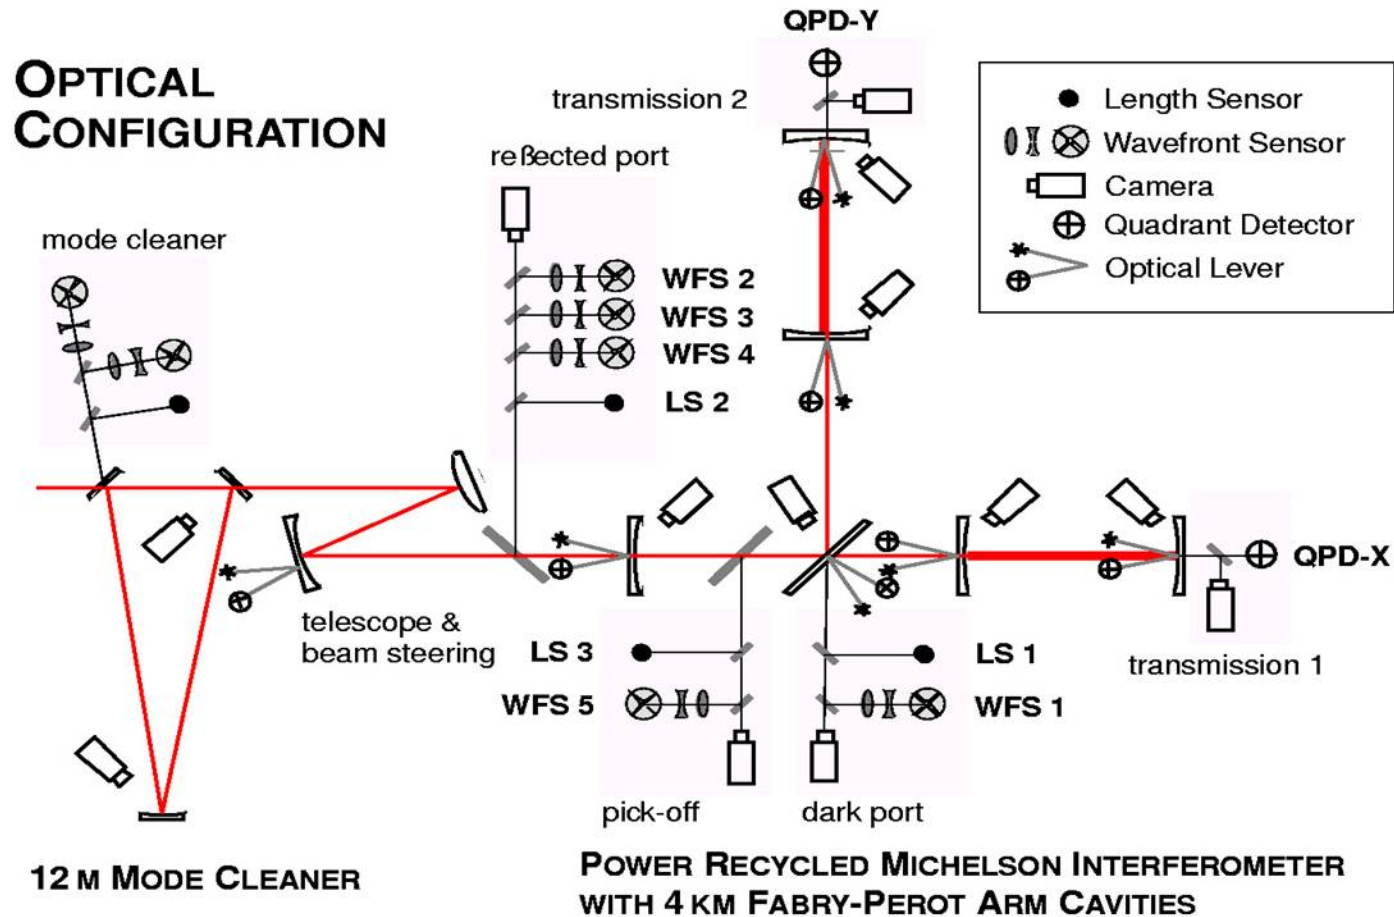 OPTICAL
CONFIGURATION
QPD-Y
transmission 2
Length Sensor
Wavefront Sensor
Camera
Quadrant Detector
Optical Lever
reßected port
mode cleaner
WFS 2
WFS 3
WFS 4
LS 2
QPD-X
telescope &
beam steering
LS 3
LS 1
transmission 1
WFS 5
WFS 1
pick-off
dark port
12 M MODE CLEANER
POWER RECYCLED MICHELSON INTERFEROMETER
WITH 4 KM FABRY-PEROT ARM CAVITIES